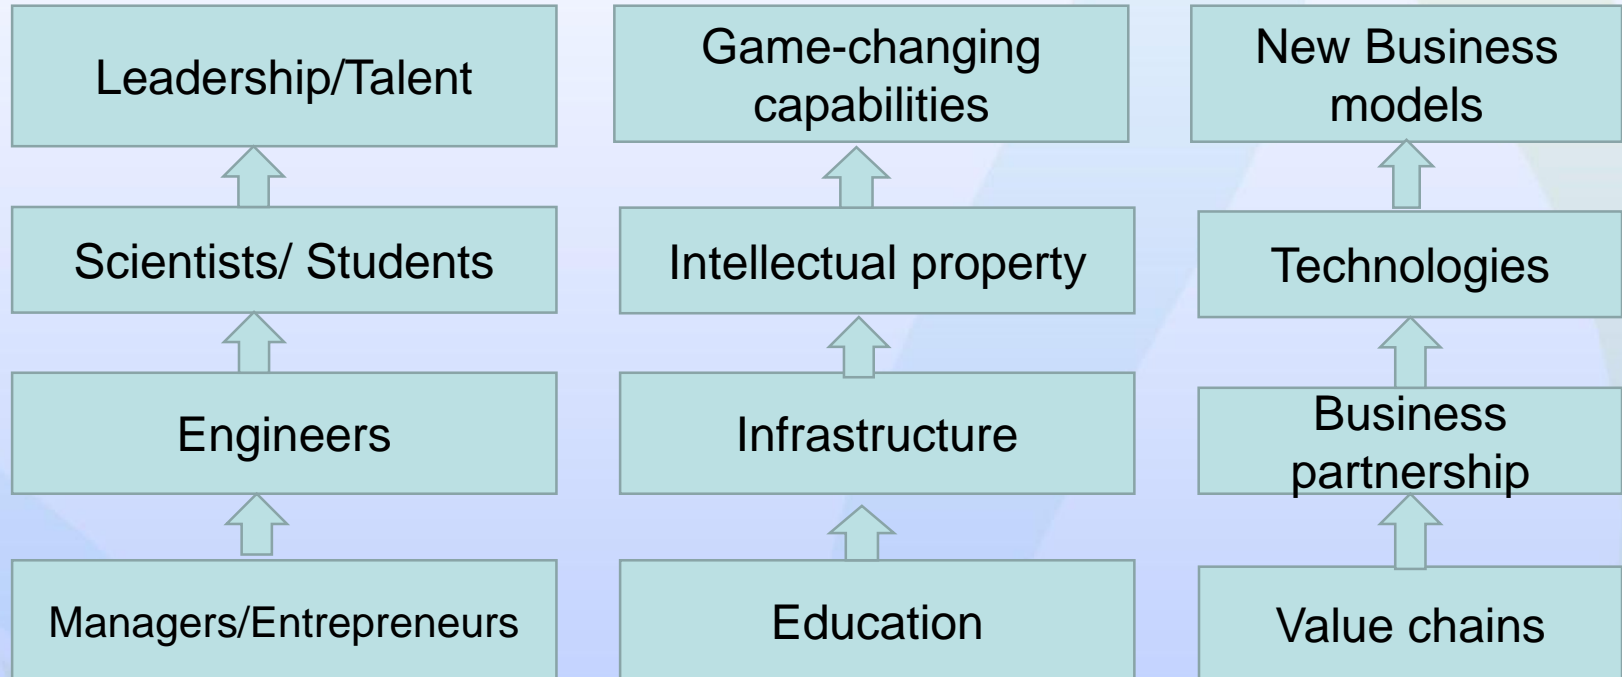 Leadership/Talent
Game-changing
capabilities
New Business
models
Scientists/ Students
Intellectual property
Technologies
Engineers
Infrastructure
Business
partnership
Managers/Entrepreneurs
Education
Value chains